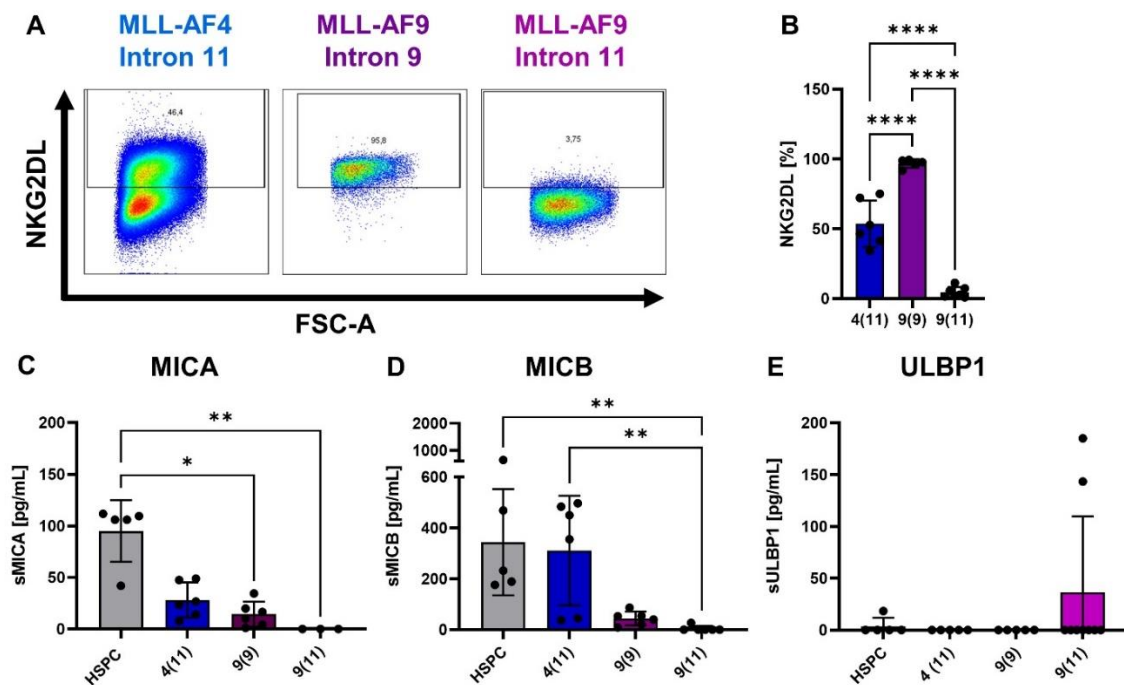 A
MLL-AF4
Intron 11
MLL-AF9
Intron 9
MLL-AF9
Intron 11
46,4
95,8
3,75
NKG2DL
FSC-A
B
****
****
****
150
100
50
0
NKG2DL [%]
4(11) 9(9) 9(11)
C MICA
**
*
200
150
100
50
0
sMICA [pg/mL]
HSPC 4(11) 9(9) 9(11)
D MICB
**
**
2000
1000
600
400
200
0
sMICB [pg/mL]
HSPC 4(11) 9(9) 9(11)
E ULBP1
200
150
100
50
0
sULBP1 [pg/mL]
HSPC 4 (11) 9(9) 9(11)